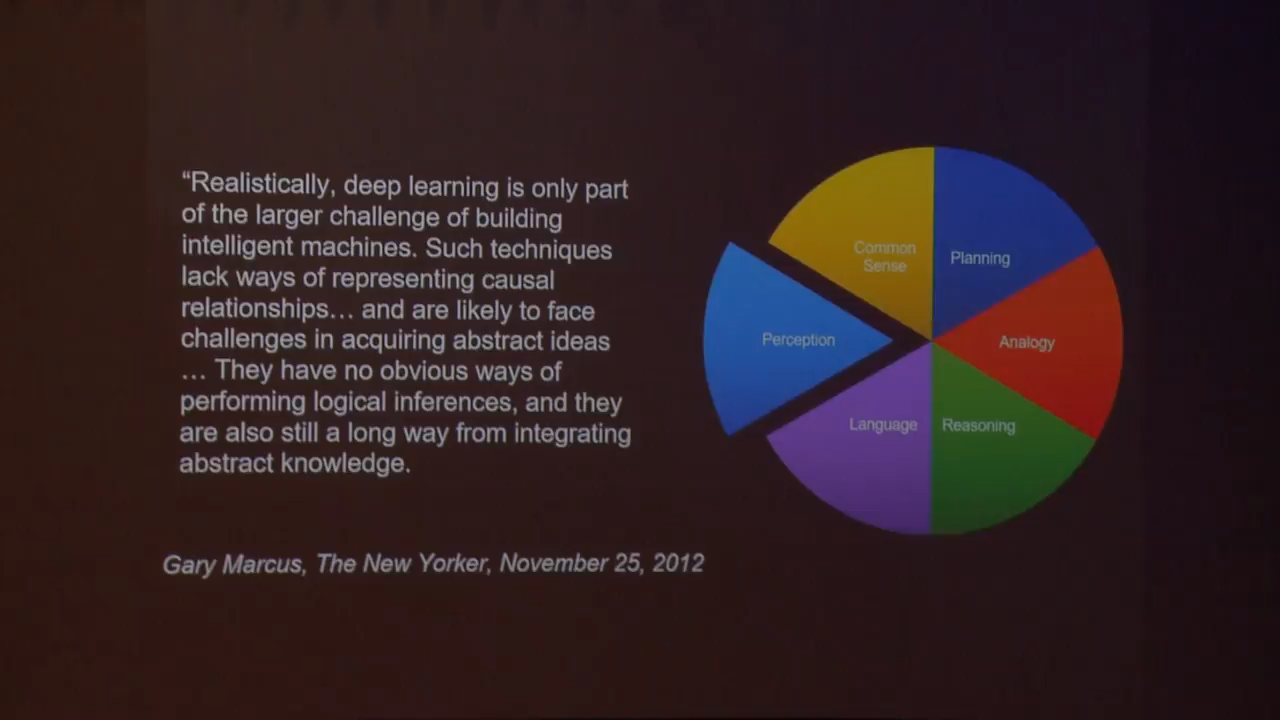 “Realistically, deep learning is only part
of the larger challenge of building
intelligent machines. Such techniques
lack ways of representing causal
relationships… and are likely to face
challenges in acquiring abstract ideas
… They have no obvious ways of
performing logical inferences, and they
are also still a long way from integrating
abstract knowledge.
Gary Marcus, The New Yorker, November 25, 2012
Common
Sense
Planning
Perception
Analogy
Language
Reasoning